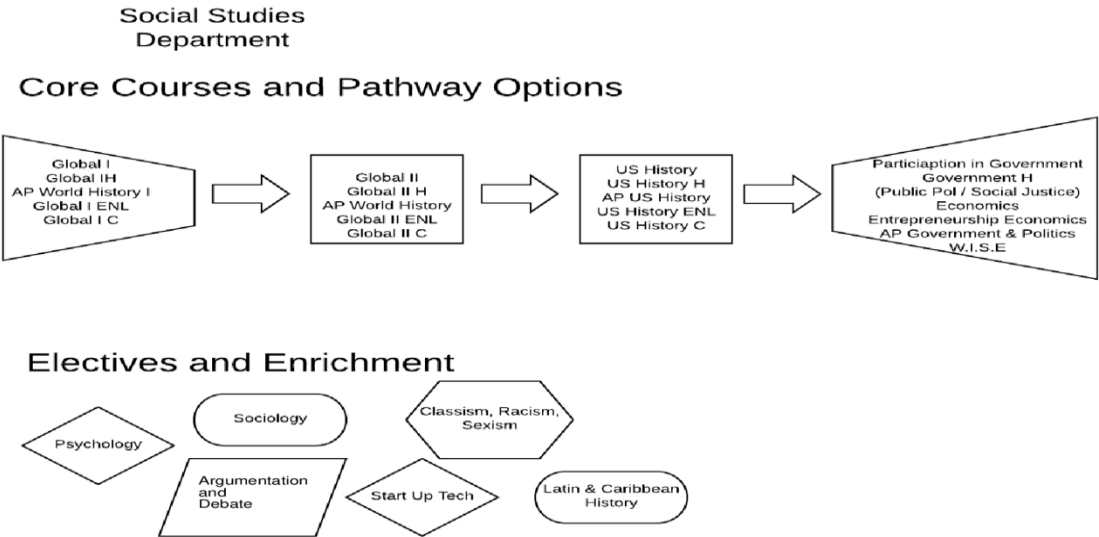 Social Studies
Department
Core Courses and Pathway Options
Global I
Global IH
AP World History I
Global I ENL
Global I C
Global II
Global II H
AP World History
Global II ENL
Global II C
US History
US History H
AP US History
US History ENL
US History C
Particiaption in Government
Government H
(Public Pol / Social Justice)
Economics
Entrepreneurship Economics
AP Government & Politics
W.I.S.E
Electives and Enrichment
Psychology
Sociology
Classism, Racism,
Sexism
Argumentation
and
Debate
Start Up Tech
Latin & Caribbean
History